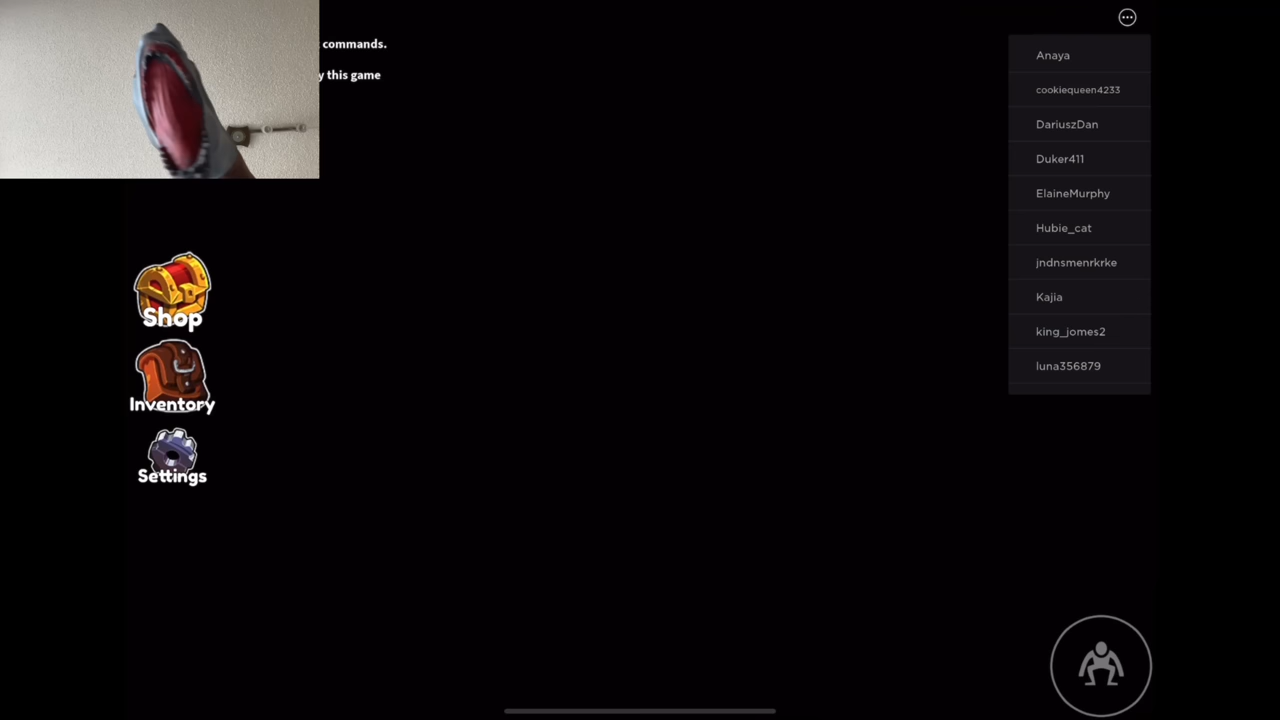 commands.
this game
Anaya
cookiequeen4233
DariuszDan
Duker411
ElaineMurphy
Hubie_cat
jndnsmenrkrke
Kajia
king_jomes2
luna356879
Shop
Inventory
Settings